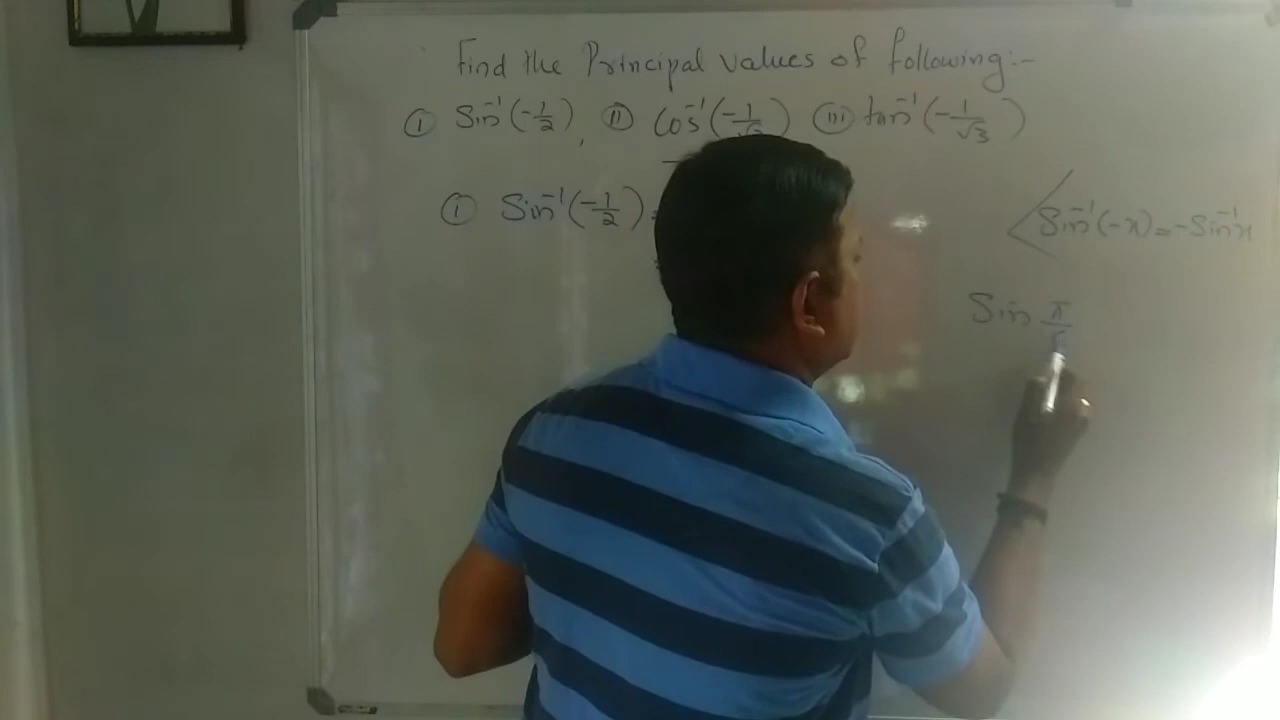 Find the Principal values of following:-
(i) Sin⁻¹(-1/2), (ii) Cos⁻¹(-1/√ ) (iii) tan⁻¹(-1/√3)
(i) Sin⁻¹(-1/2) =
Sin⁻¹(-x) = -Sin⁻¹x
Sin π/